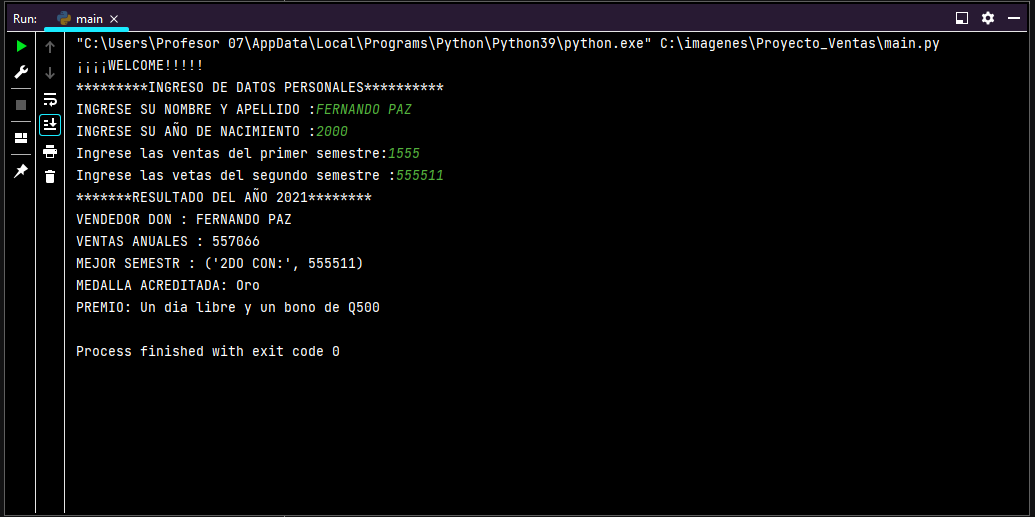 Run: main
"C:\Users\Profesor 07\AppData\Local\Programs\Python\Python39\python.exe" C:\imagenes\Proyecto_Ventas\main.py
¡¡¡¡WELCOME!!!!!
*********INGRESO DE DATOS PERSONALES**********
INGRESE SU NOMBRE Y APELLIDO :FERNANDO PAZ
INGRESE SU AÑO DE NACIMIENTO :2000
Ingrese las ventas del primer semestre:1555
Ingrese las vetas del segundo semestre :555511
*******RESULTADO DEL AÑO 2021********
VENDEDOR DON : FERNANDO PAZ
VENTAS ANUALES : 557066
MEJOR SEMESTR : ('2DO CON:', 555511)
MEDALLA ACREDITADA: Oro
PREMIO: Un dia libre y un bono de Q500
Process finished with exit code 0